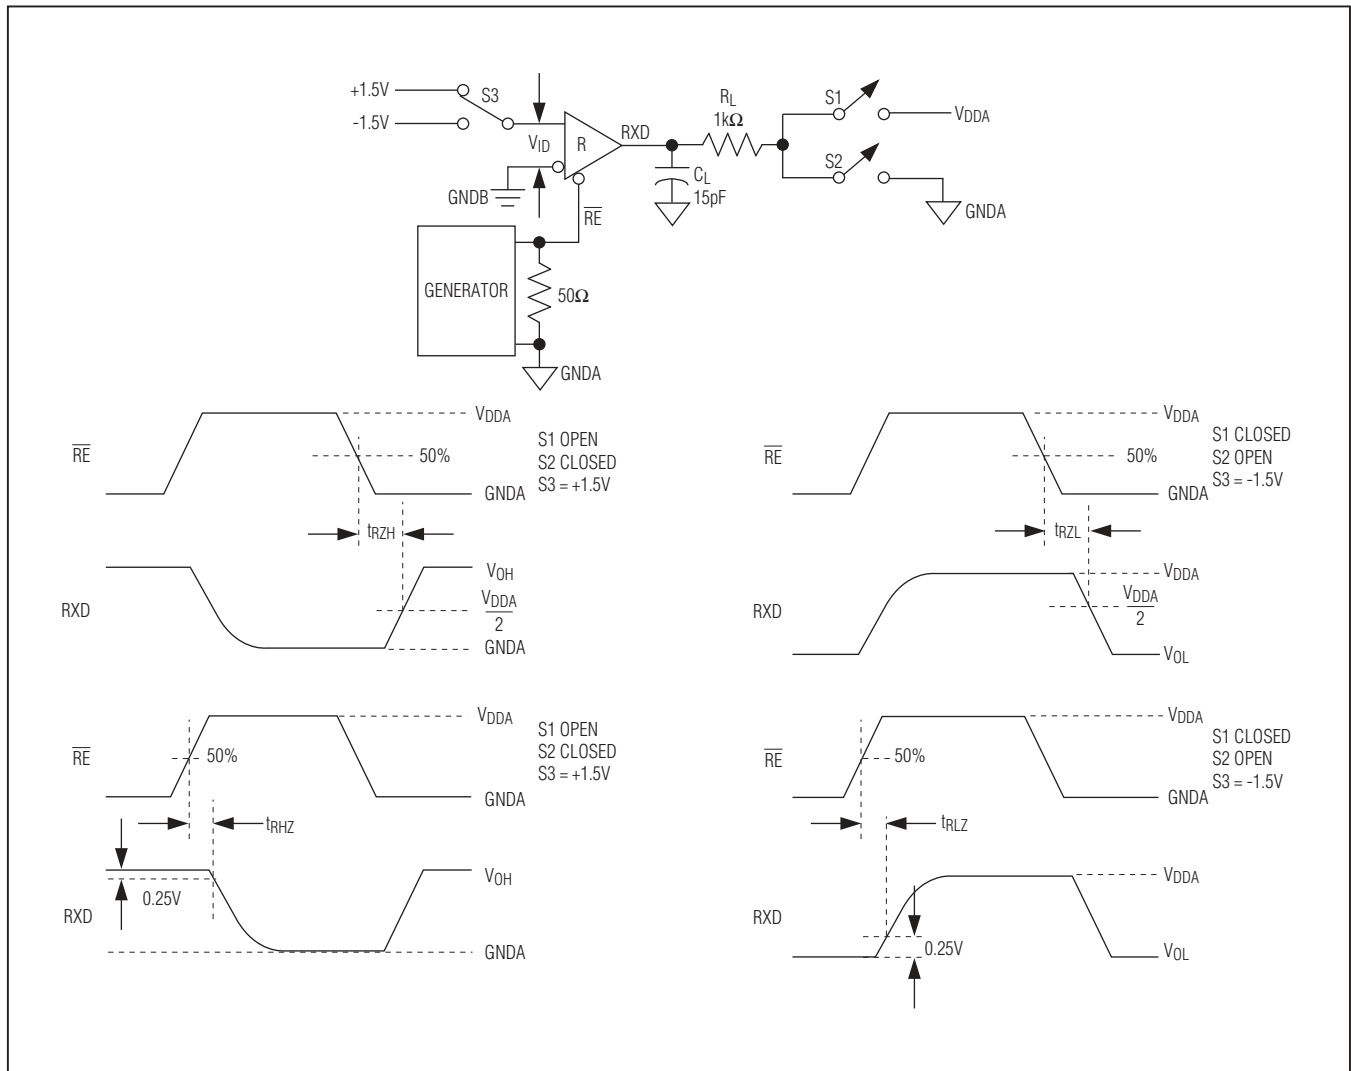 +1.5V
S3
-1.5V
VID
R
RXD
RL
1kΩ
S1
VDDA
S2
CL
15pF
GNDA
GNDB
RE
GENERATOR
50Ω
GNDA
RE
VDDA
50%
GNDA
S1 OPEN
S2 CLOSED
S3 = +1.5V
tRZH
RXD
VOH
VDDA
2
GNDA
RE
VDDA
50%
GNDA
S1 CLOSED
S2 OPEN
S3 = -1.5V
tRZL
RXD
VDDA
VDDA
2
VOL
RE
VDDA
50%
GNDA
S1 OPEN
S2 CLOSED
S3 = +1.5V
tRHZ
RXD
0.25V
VOH
GNDA
RE
VDDA
50%
GNDA
S1 CLOSED
S2 OPEN
S3 = -1.5V
tRLZ
RXD
VDDA
0.25V
VOL